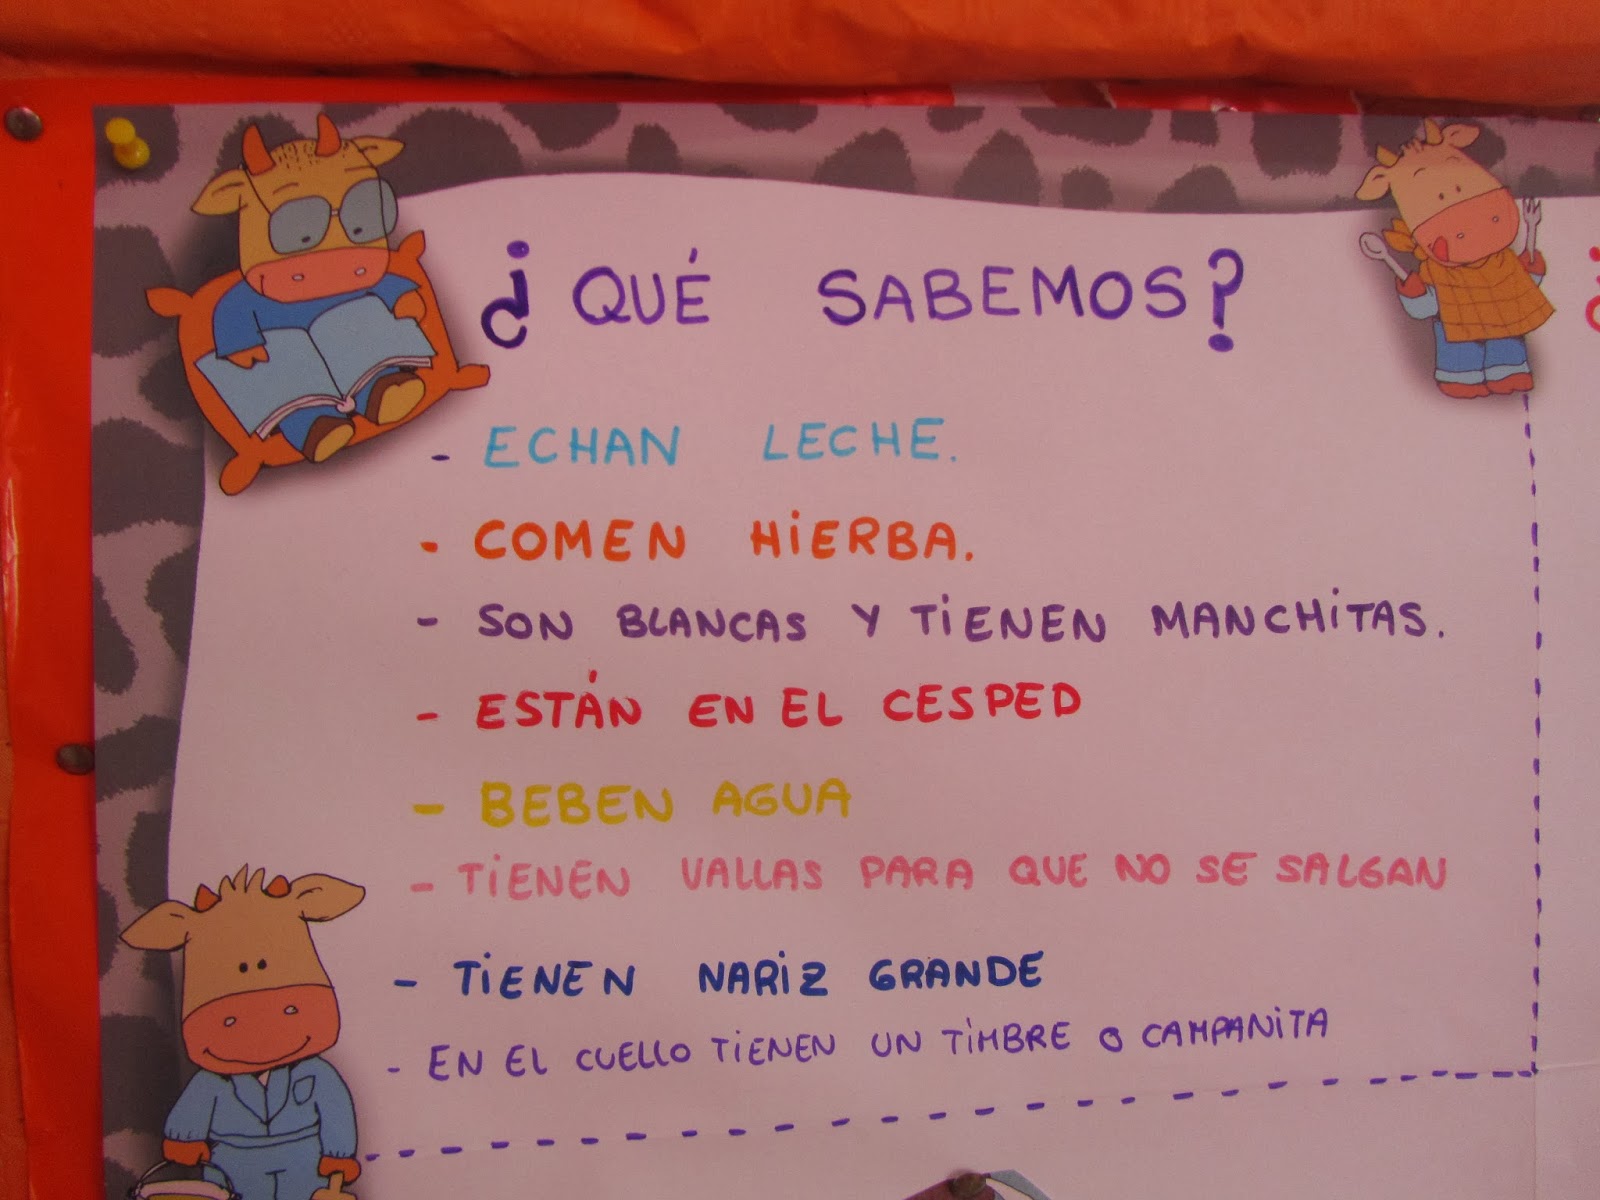 ¿QUÉ SABEMOS?
- ECHAN LECHE.
- COMEN HiERBA.
- SON BLANCAS Y TiENEN MANCHiTAS.
- ESTÁN EN EL CESPED
- BEBEN AGUA
- TiENEN VALLAS PARA QUE NO SE SALGAN
- TiENEN NARiZ GRANDE
- EN EL CUELLO TiENEN UN TiMBRE O CAMPANiTA